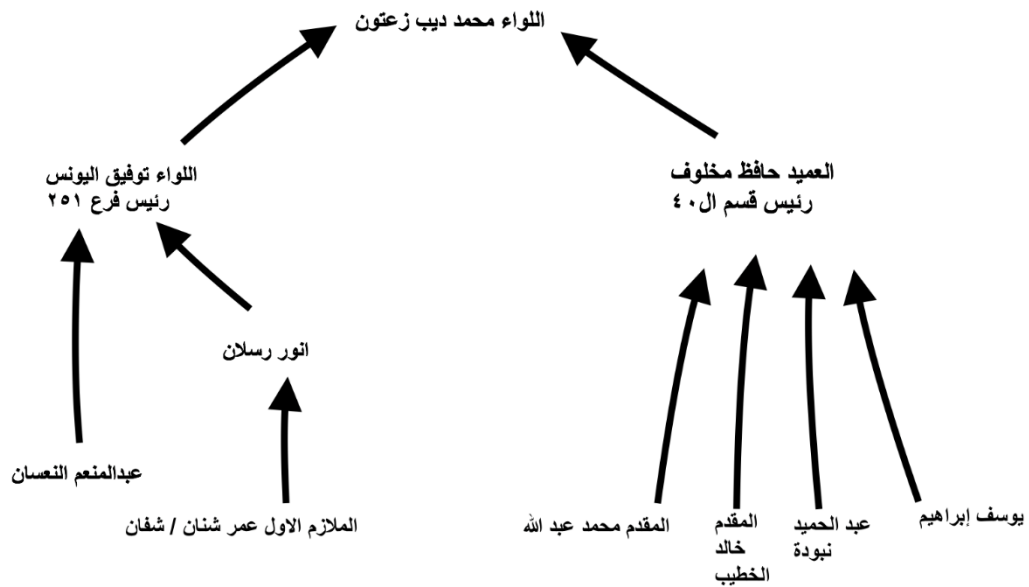 اللواء محمد ديب زعتون
العميد حافظ مخلوف
رئيس قسم ال٤٠
اللواء توفيق اليونس
رئيس فرع ٢٥١
انور رسلان
عبدالمنعم النعسان
يوسف إبراهيم
عبد الحميد
نبودة
المقدم
خالد
الخطيب
المقدم محمد عبد الله
الملازم الاول عمر شنان / شفان